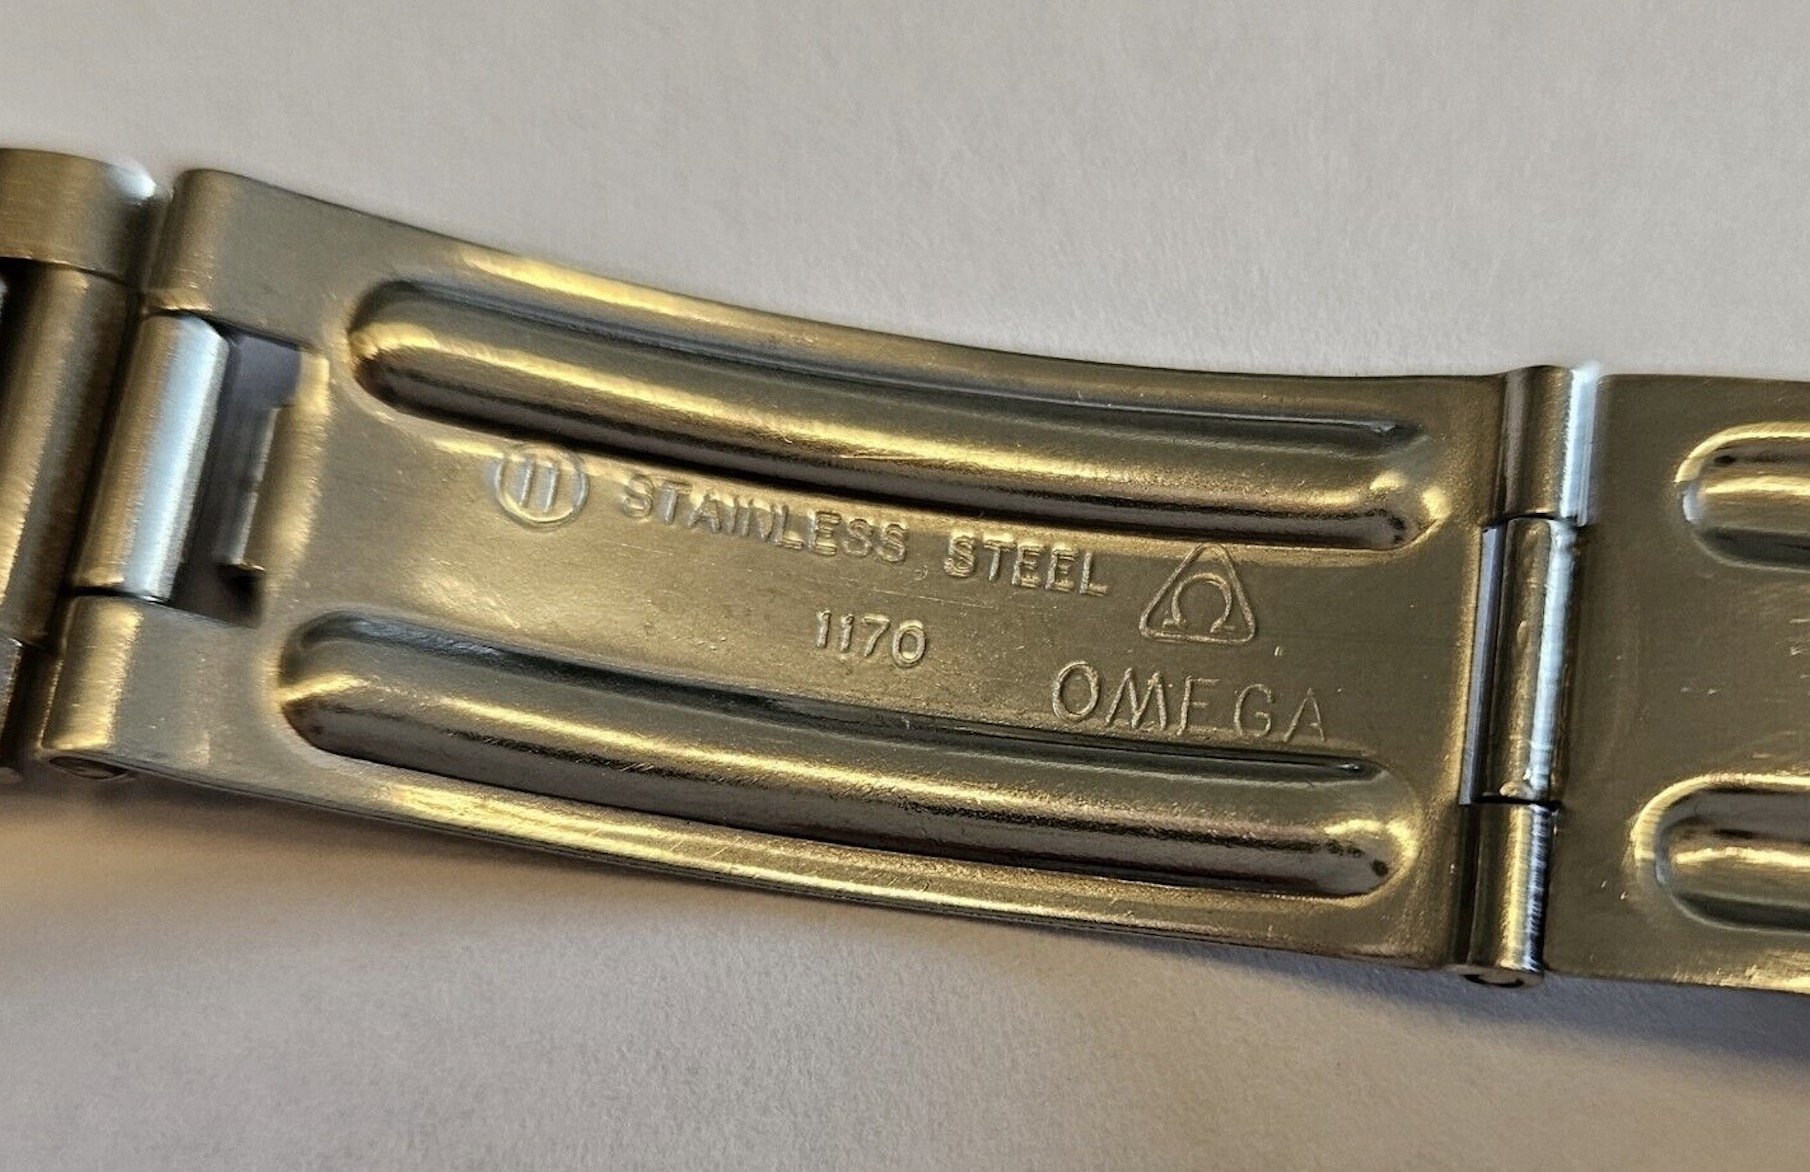 11 STAINLESS STEEL Ω
1170
OMEGA